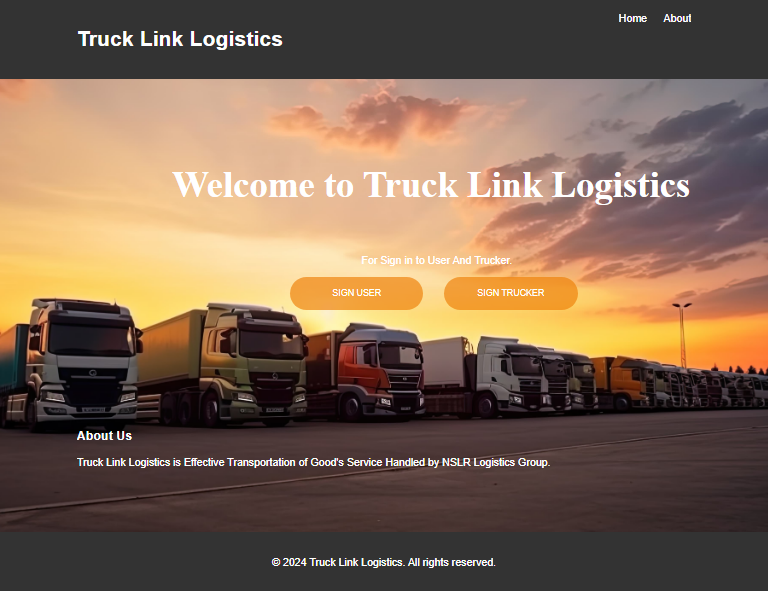 Home About
Truck Link Logistics
Welcome to Truck Link Logistics
For Sign in to User And Trucker.
SIGN USER SIGN TRUCKER
About Us
Truck Link Logistics is Effective Transportation of Good's Service Handled by NSLR Logistics Group.
© 2024 Truck Link Logistics. All rights reserved.